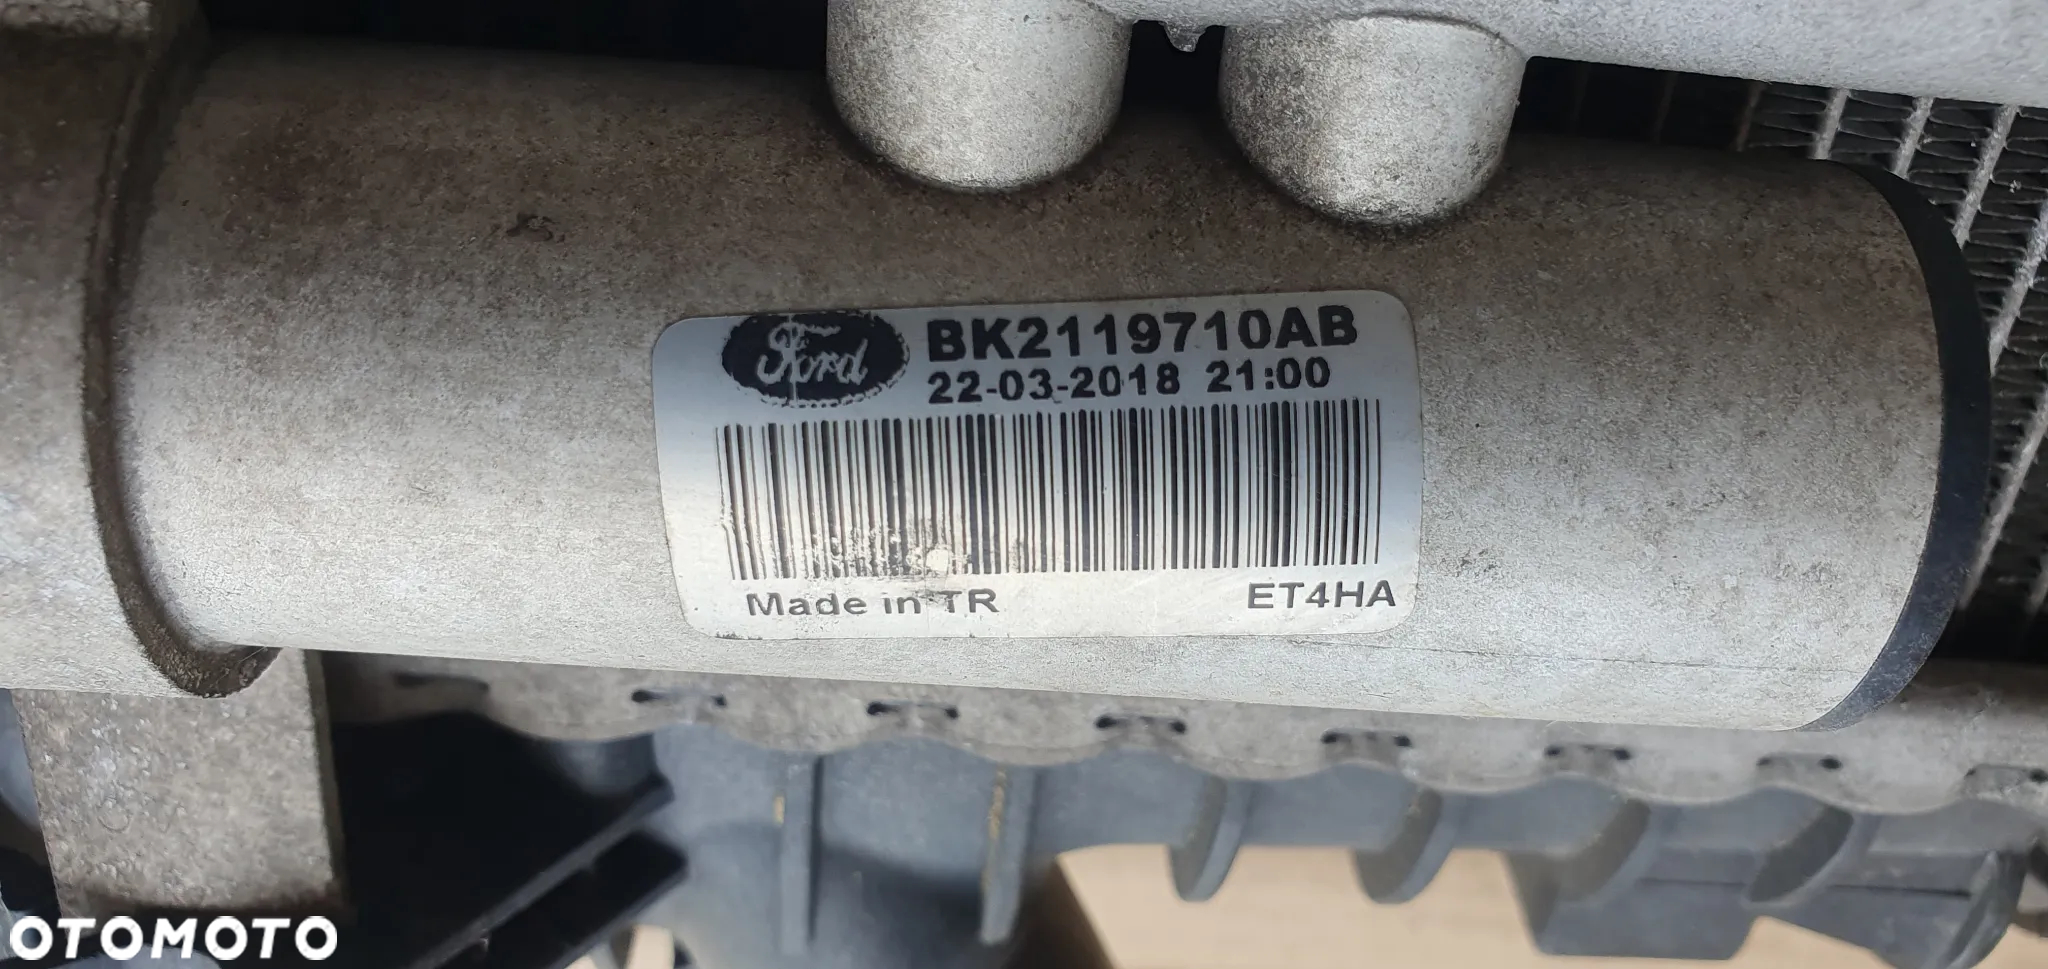 Ford
BK2119710AB
22-03-2018 21:00
Made in TR
ET4HA
OTOMOTO